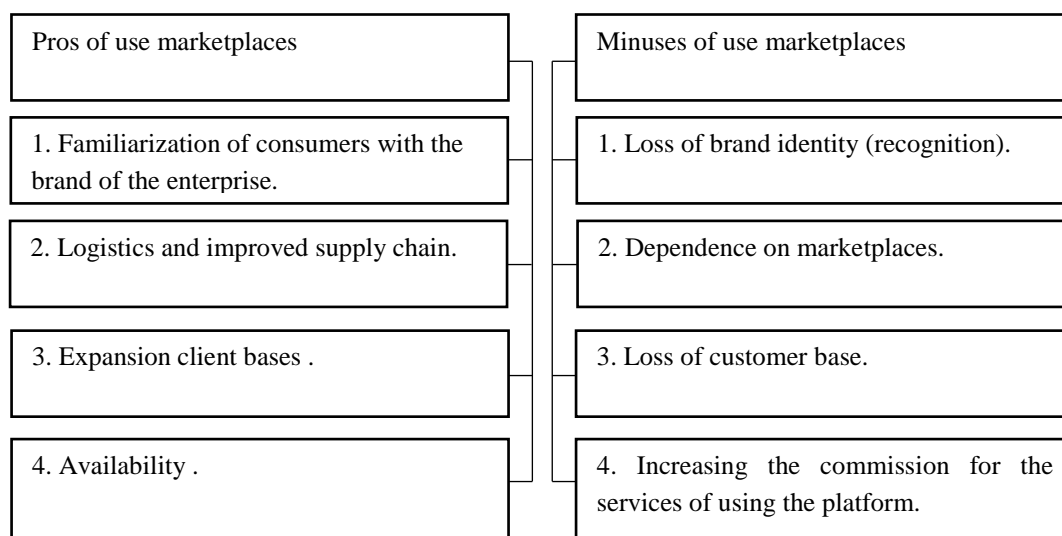 Pros of use marketplaces
1. Familiarization of consumers with the
brand of the enterprise.
2. Logistics and improved supply chain.
3. Expansion client bases .
4. Availability .
Minuses of use marketplaces
1. Loss of brand identity (recognition).
2. Dependence on marketplaces.
3. Loss of customer base.
4. Increasing the commission for the
services of using the platform.